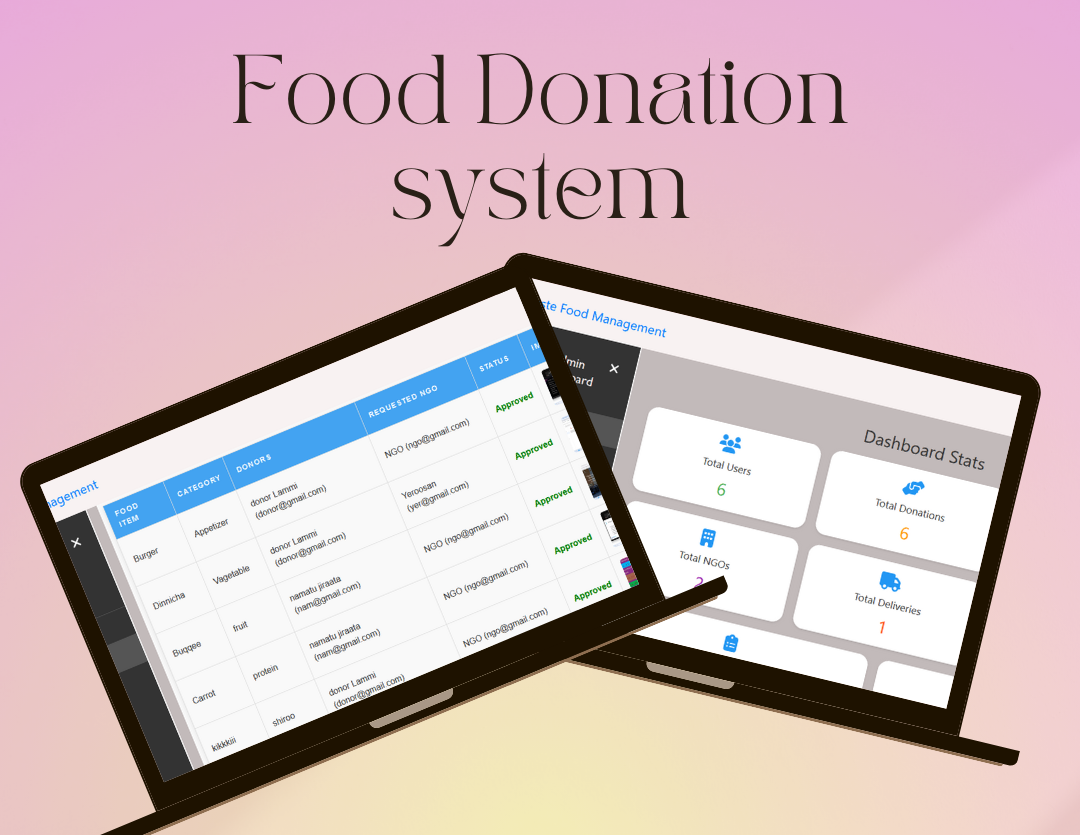 Food Donation
system
agement
FOOD
ITEM
CATEGORY
DONORS
REQUESTED NGO
STATUS
Burger
Appetizer
donor Lammi
(donor@gmail.com)
NGO (ngo@gmail.com)
Approved
Dinnicha
Vagetable
donor Lammi
(donor@gmail.com)
Yeroosan
(yer@gmail.com)
Approved
Buqqee
fruit
namatu jiraata
(nam@gmail.com)
NGO (ngo@gmail.com)
Approved
Carrot
protein
namatu jiraata
(nam@gmail.com)
NGO (ngo@gmail.com)
Approved
kikkkiii
shiroo
donor Lammi
(donor@gmail.com)
NGO (ngo@gmail.com)
Approved
ste Food Management
dmin
oard
Dashboard Stats
Total Users
6
Total Donations
6
Total NGOs
2
Total Deliveries
1